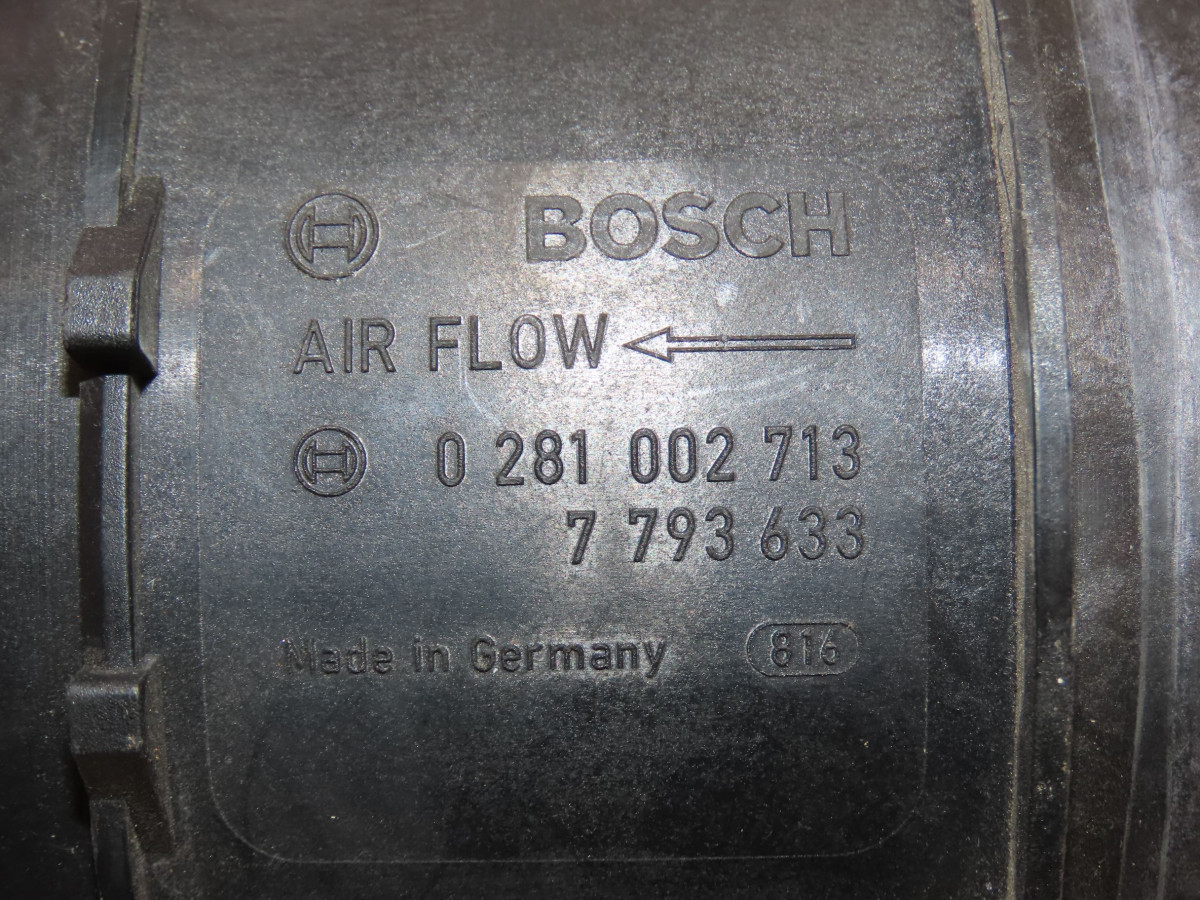 BOSCH
AIR FLOW
0 281 002 713
7 793 633
Made in Germany 816